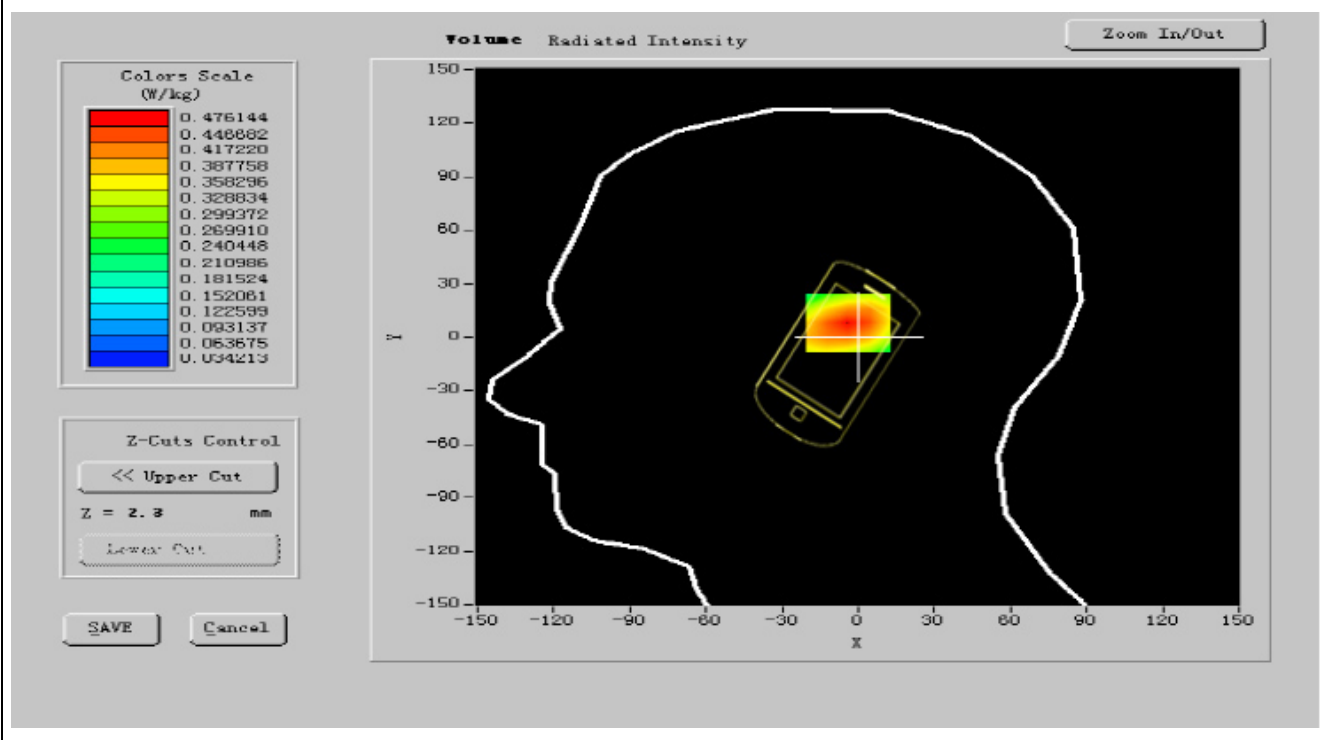 Volume Radiated Intensity
Zoom In/Out
Colors Scale
(W/kg)
0.476144
0.446682
0.417220
0.387758
0.358296
0.328834
0.299372
0.269910
0.240448
0.210986
0.181524
0.152061
0.122599
0.093137
0.063675
0.034213
Z-Cuts Control
<< Upper Cut
Z = 2.3 mm
Lower Cut
SAVE
Cancel
150
120
90
60
30
0
-30
-60
-90
-120
-150
Y
-150 -120 -90 -60 -30 0 30 60 90 120 150
X